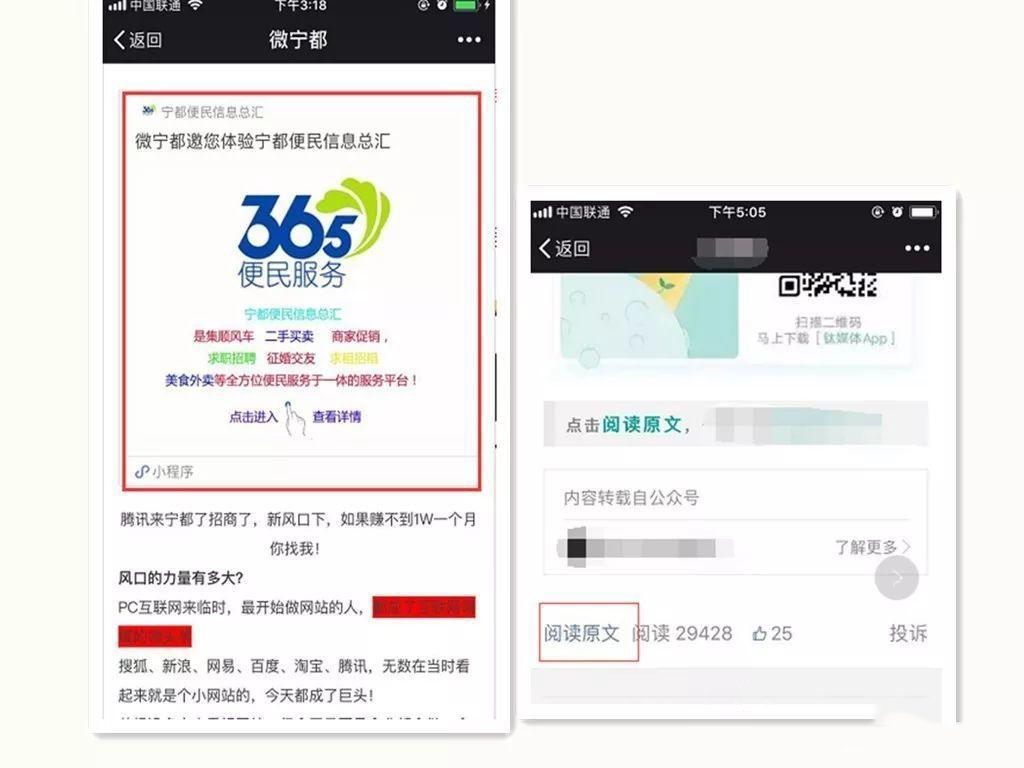 中国联通
下午3:18
返回
微宁都
宁都便民信息总汇
微宁都邀您体验宁都便民信息总汇
365
便民服务
宁都便民信息总汇
是集顺风车 二手买卖 商家促销，
求职招聘 征婚交友 求租招租
美食外卖等全方位便民服务于一体的服务平台！
点击进入 查看详情
小程序
腾讯来宁都了招商了，新风口下，如果赚不到1W一个月
你找我！
风口的力量有多大？
PC互联网来临时，最开始做网站的人，
搜狐、新浪、网易、百度、淘宝、腾讯，无数在当时看
起来就是个小网站的，今天都成了巨头！
中国联通
下午5:05
返回
扫描二维码
马上下载［钛媒体App］
点击阅读原文，
内容转载自公众号
了解更多
阅读原文 阅读 29428 25 投诉